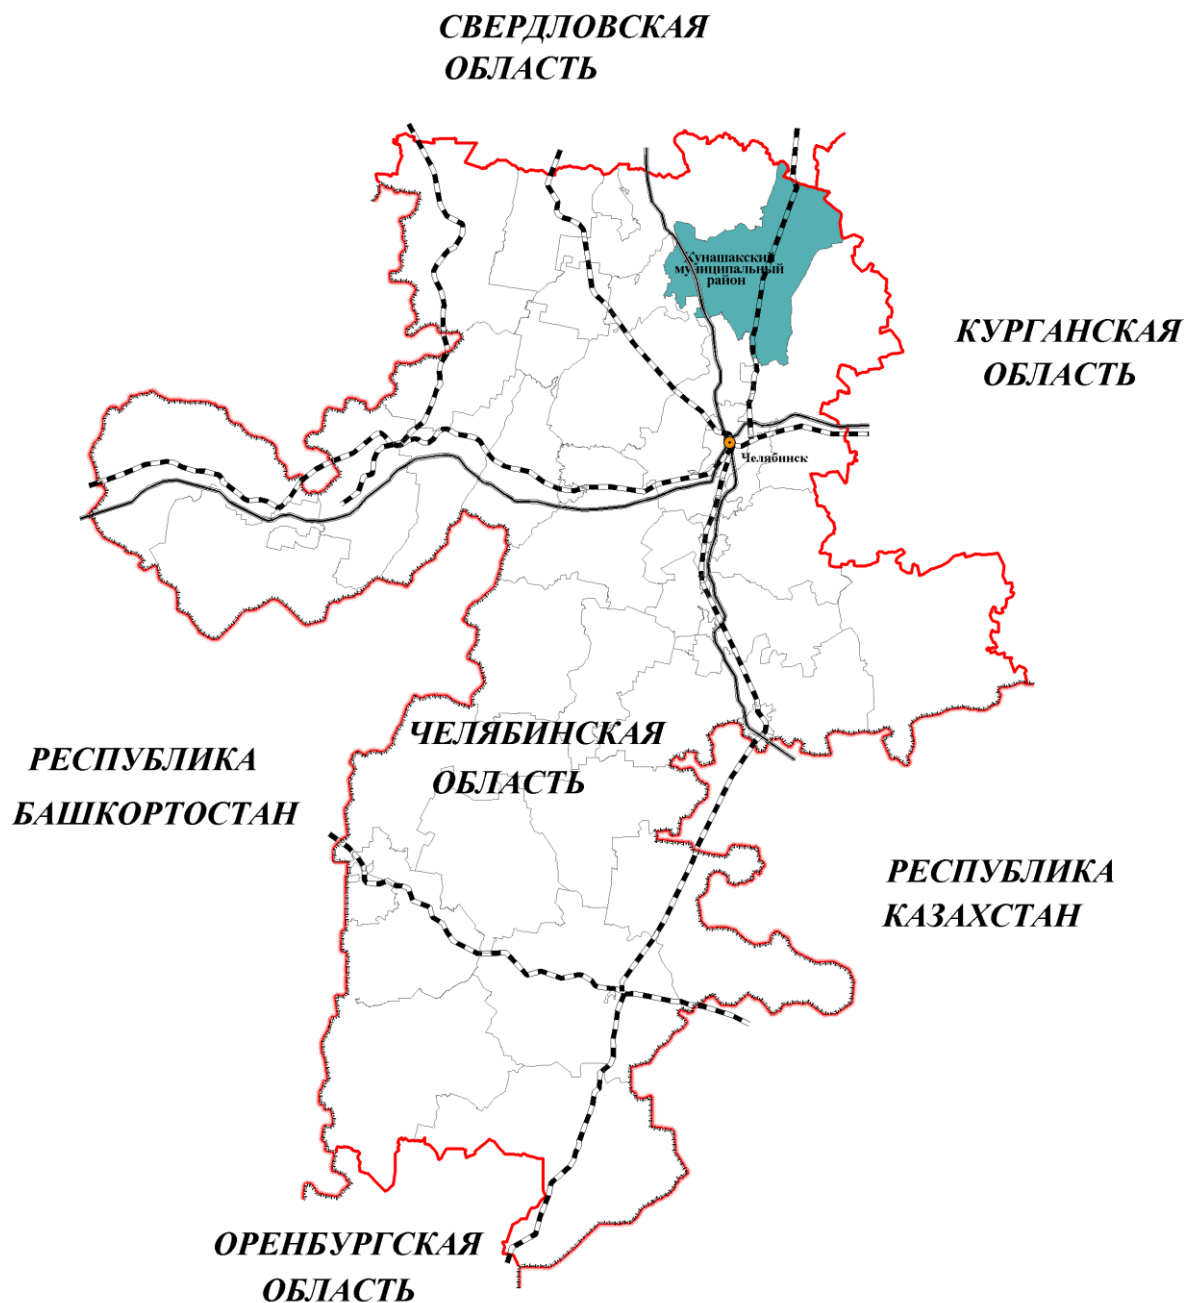 СВЕРДЛОВСКАЯ
ОБЛАСТЬ
Кунашакский
муниципальный
район
КУРГАНСКАЯ
ОБЛАСТЬ
Челябинск
ЧЕЛЯБИНСКАЯ
ОБЛАСТЬ
РЕСПУБЛИКА
БАШКОРТОСТАН
РЕСПУБЛИКА
КАЗАХСТАН
ОРЕНБУРГСКАЯ
ОБЛАСТЬ